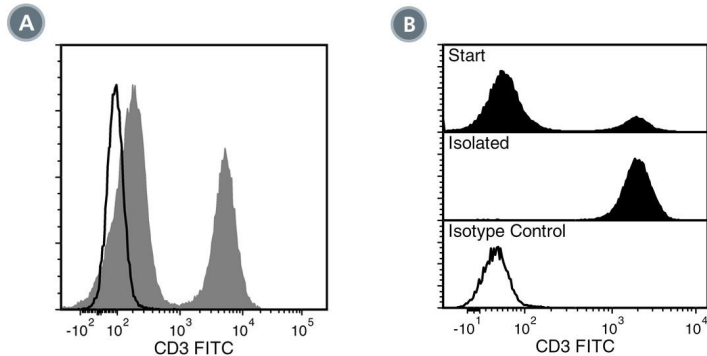 A
B
Start
Isolated
Isotype Control
-10² 10² 10³ 10⁴ 10⁵
CD3 FITC
-10¹ 10² 10³ 10⁴
CD3 FITC